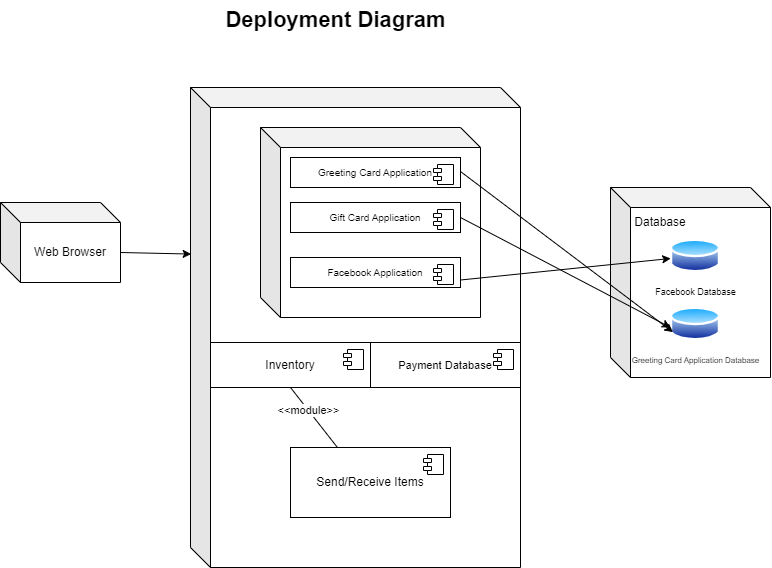 Deployment Diagram
Greeting Card Application
Gift Card Application
Database
Web Browser
Facebook Application
Facebook Database
Inventory
Payment Database
Greeting Card Application Database
<<module>>
Send/Receive Items